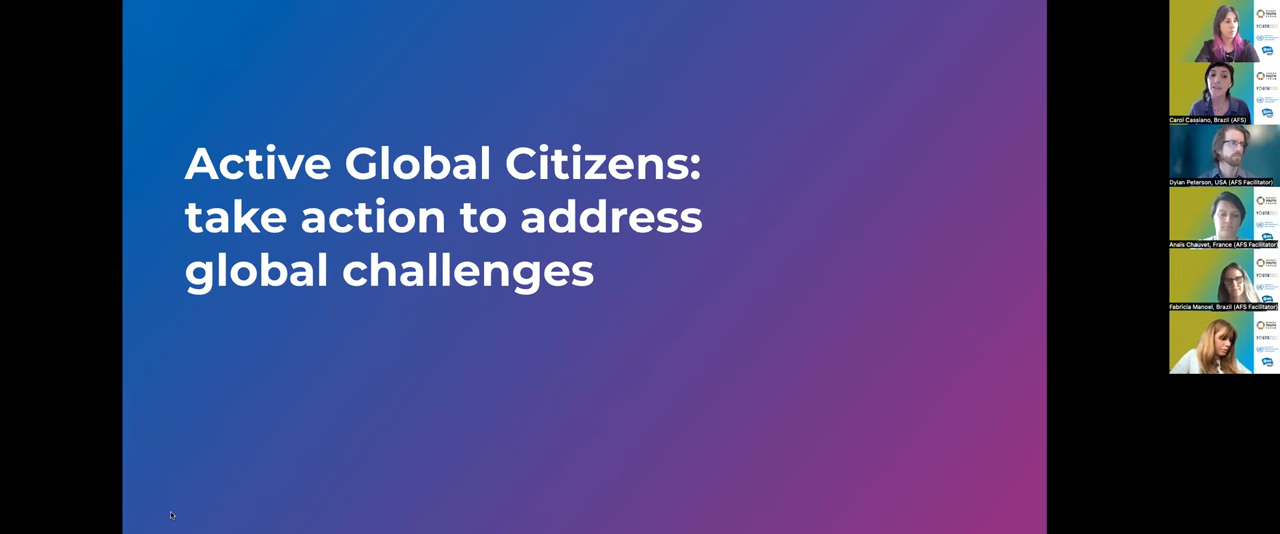 Active Global Citizens:
take action to address
global challenges
Carol Cassiano, Brazil (AFS)
Dylan Peterson, USA (AFS Facilitator)
Anaïs Chauvet, France (AFS Facilitator)
Fabricia Manoel, Brazil (AFS Facilitator)